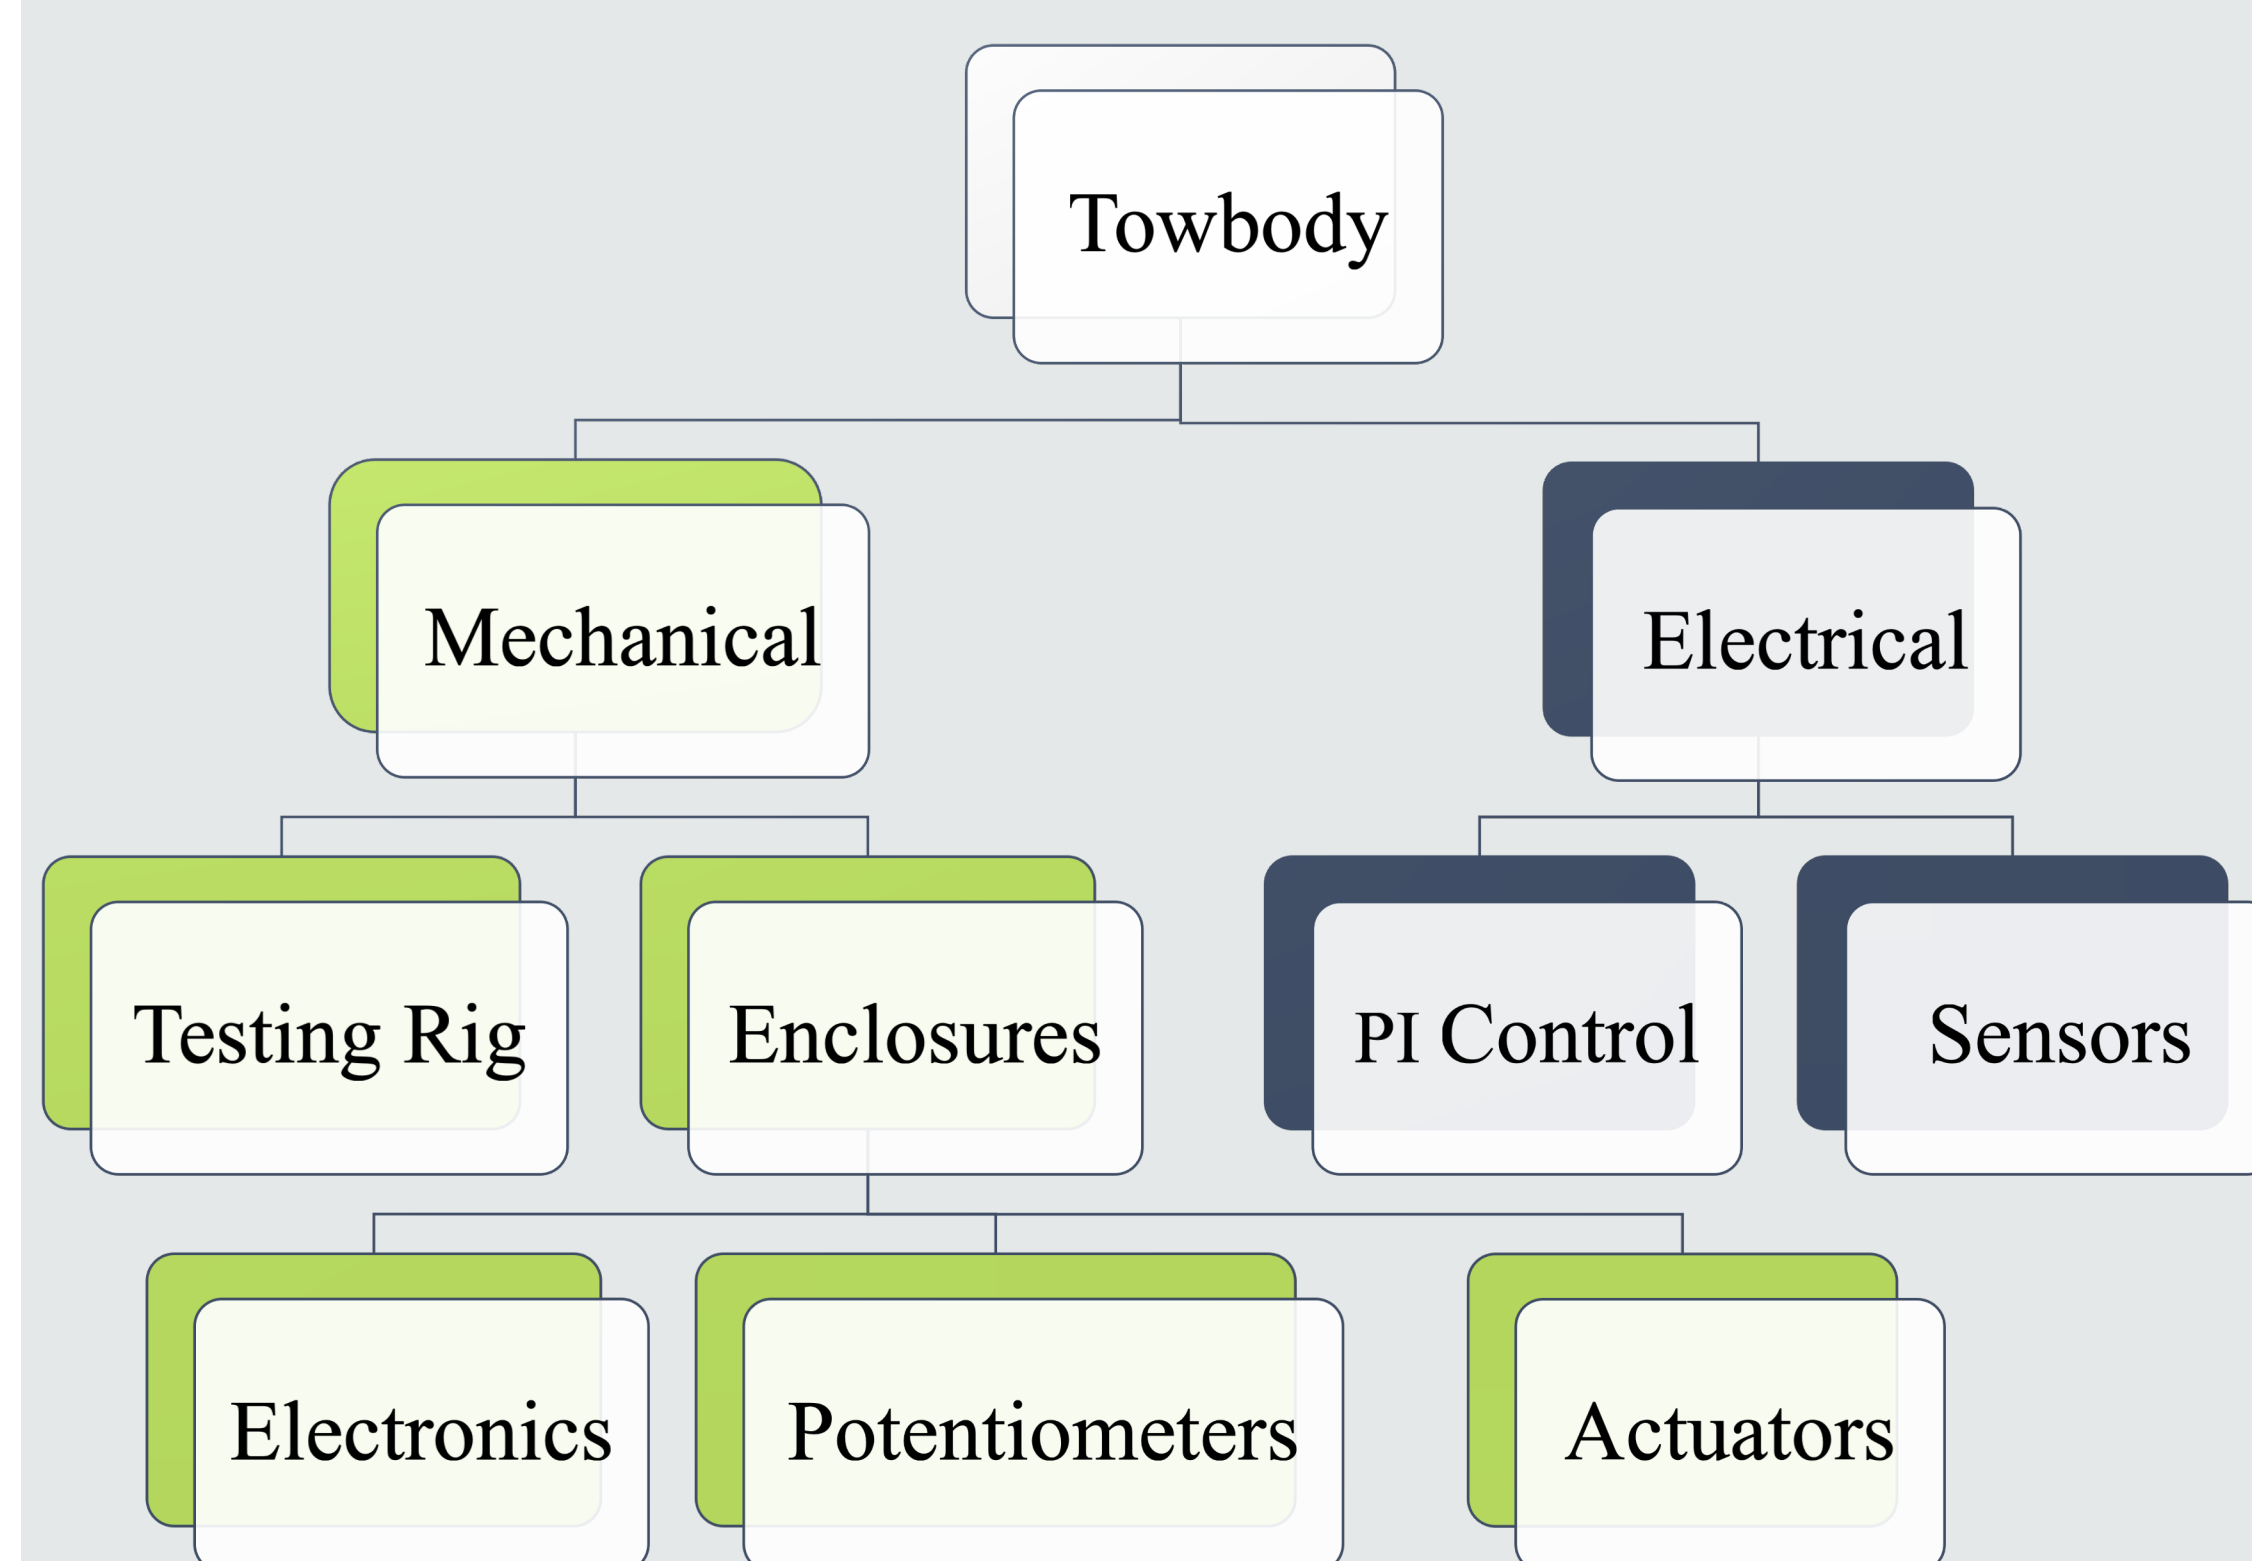 Towbody
Mechanical
Electrical
Testing Rig
Enclosures
PI Control
Sensors
Electronics
Potentiometers
Actuators